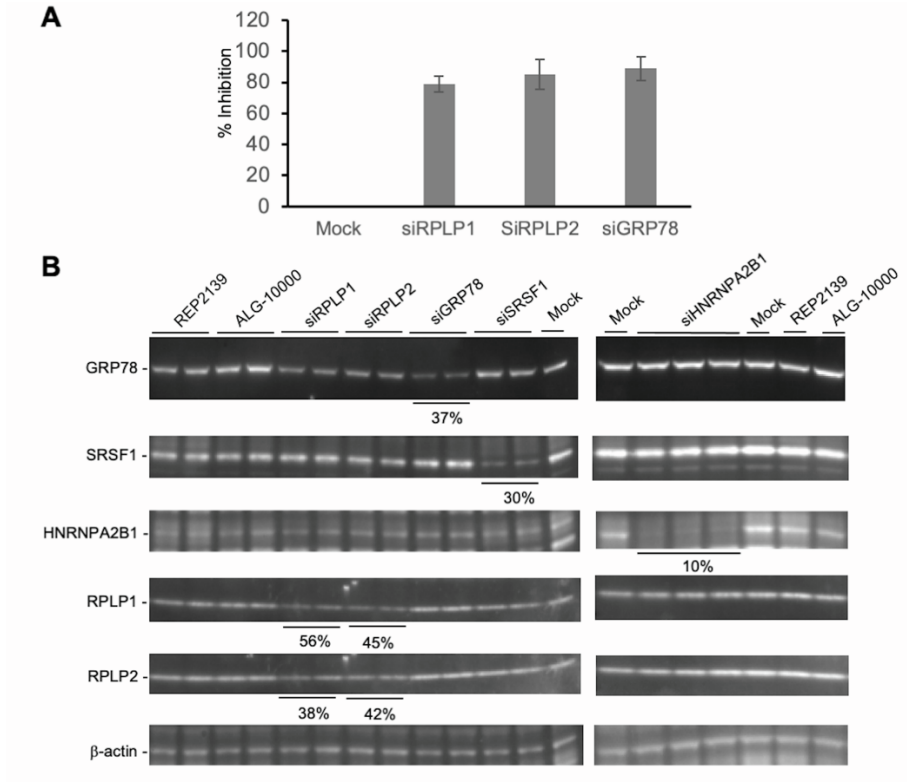 A
120
100
80
60
40
20
0
% Inhibition
Mock siRPLP1 SiRPLP2 siGRP78
B
REP2139 ALG-10000 siRPLP1 siRPLP2 siGRP78 siSRSF1 Mock Mock siHNRNPA2B1 Mock REP2139 ALG-10000
GRP78 -
37%
SRSF1 -
30%
HNRNPA2B1 -
10%
RPLP1 -
56% 45%
RPLP2 -
38% 42%
β-actin -